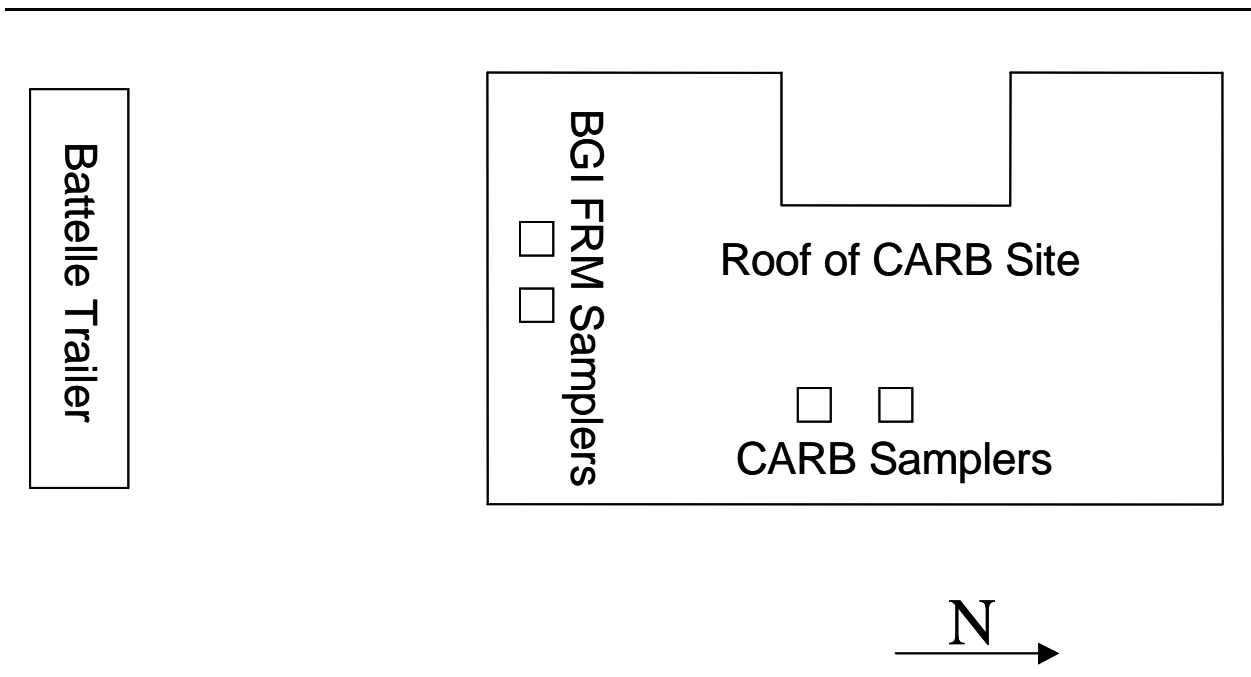 Battelle Trailer
BGI FRM Samplers
Roof of CARB Site
CARB Samplers
N